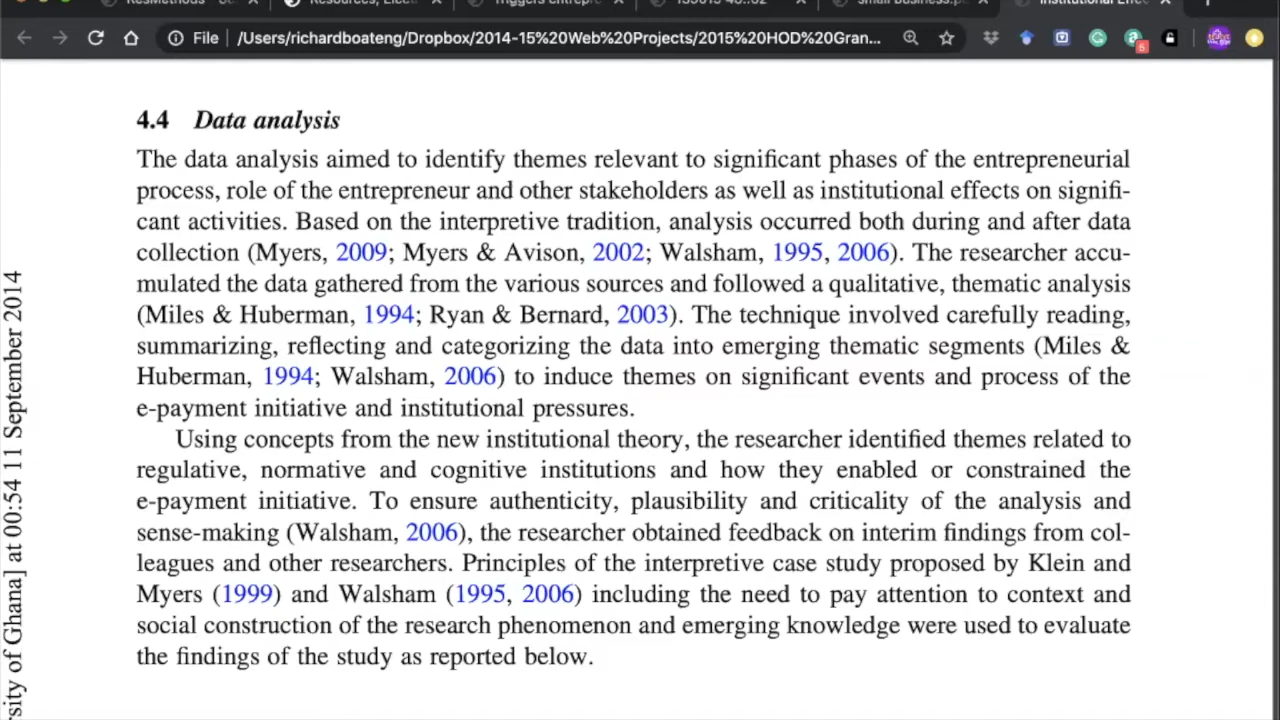 ResMethods
Resources, Elect
Triggers entrepr
small business.p
Institutional Effe
File
/Users/richardboateng/Dropbox/2014-15%20Web%20Projects/2015%20HOD%20Gran...
6
4.4 Data analysis
The data analysis aimed to identify themes relevant to significant phases of the entrepreneurial
process, role of the entrepreneur and other stakeholders as well as institutional effects on signifi-
cant activities. Based on the interpretive tradition, analysis occurred both during and after data
collection (Myers, 2009; Myers & Avison, 2002; Walsham, 1995, 2006). The researcher accu-
mulated the data gathered from the various sources and followed a qualitative, thematic analysis
(Miles & Huberman, 1994; Ryan & Bernard, 2003). The technique involved carefully reading,
summarizing, reflecting and categorizing the data into emerging thematic segments (Miles &
Huberman, 1994; Walsham, 2006) to induce themes on significant events and process of the
e-payment initiative and institutional pressures.
Using concepts from the new institutional theory, the researcher identified themes related to
regulative, normative and cognitive institutions and how they enabled or constrained the
e-payment initiative. To ensure authenticity, plausibility and criticality of the analysis and
sense-making (Walsham, 2006), the researcher obtained feedback on interim findings from col-
leagues and other researchers. Principles of the interpretive case study proposed by Klein and
Myers (1999) and Walsham (1995, 2006) including the need to pay attention to context and
social construction of the research phenomenon and emerging knowledge were used to evaluate
the findings of the study as reported below.
rsity of Ghana] at 00:54 11 September 2014